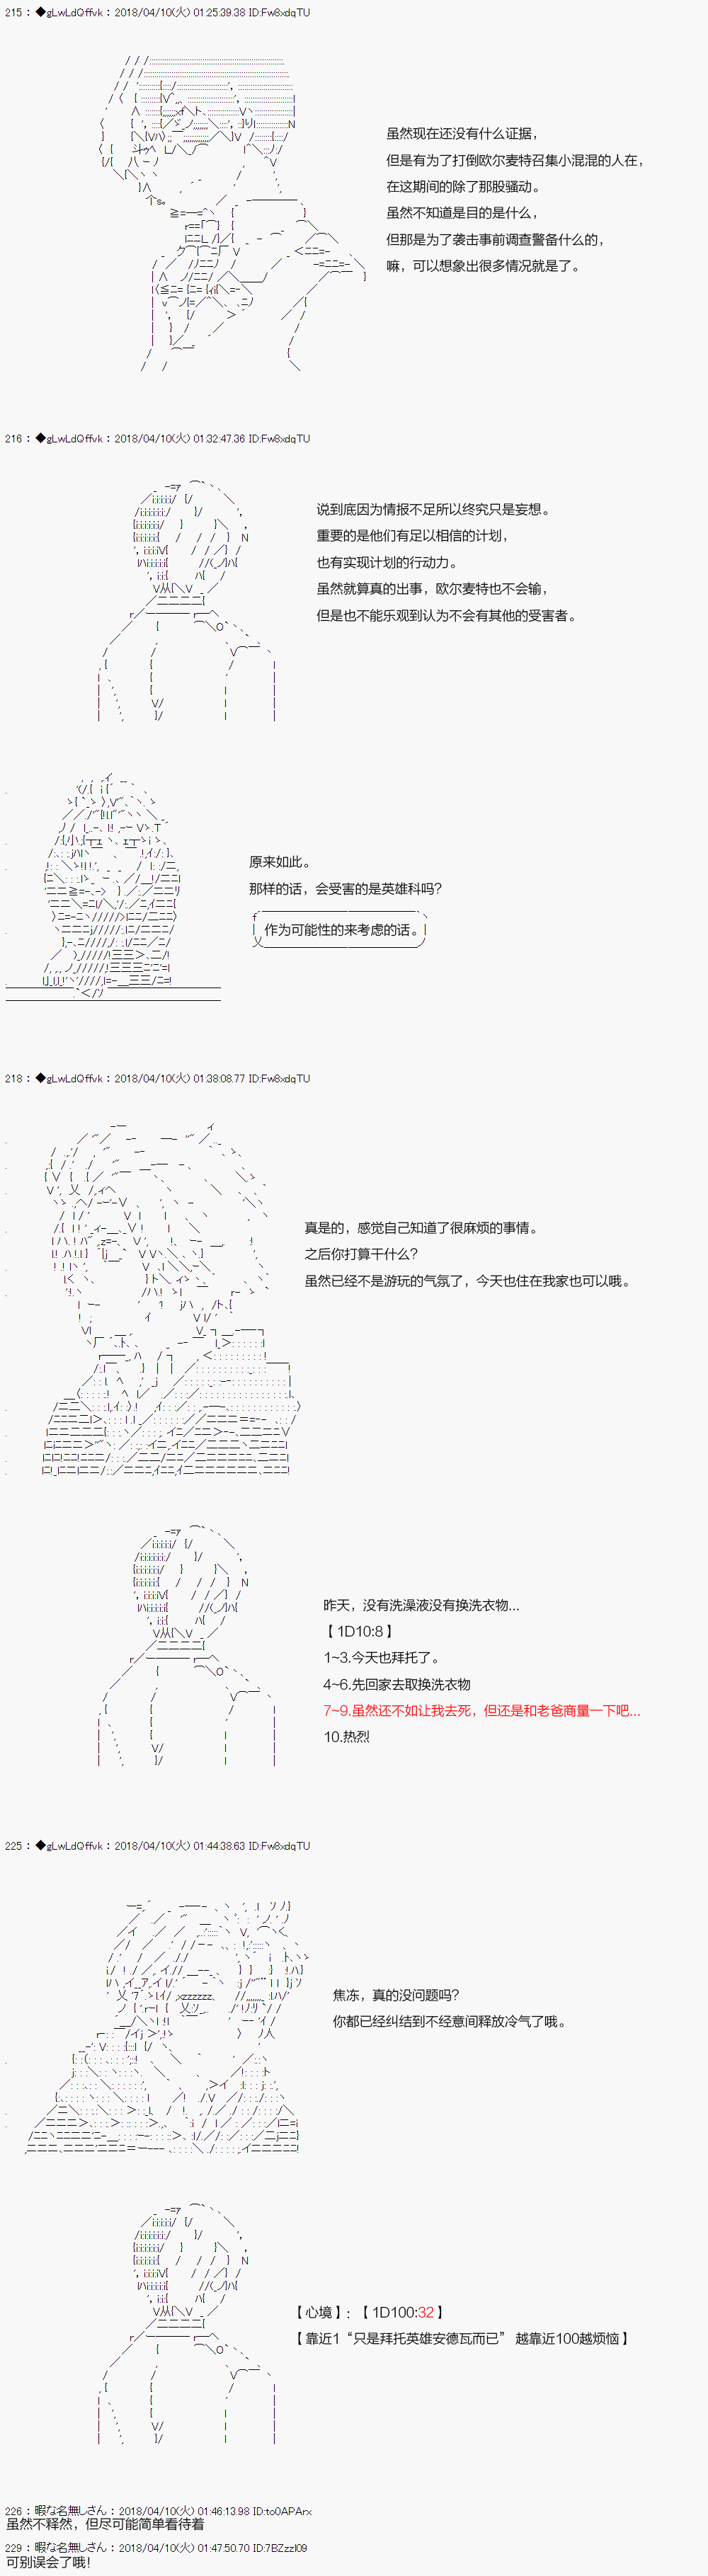 215 : ◆gLwLdQffvk : 2018/04/10(火) 01:25:39.38 ID:Fw8xdqTU
虽然现在还没有什么证据，
但是有为了打倒欧尔麦特召集小混混的人在，
在这期间的除了那股骚动。
虽然不知道是目的是什么，
但那是为了袭击事前调查警备什么的，
嘛，可以想象出很多情况就是了。
216 : ◆gLwLdQffvk : 2018/04/10(火) 01:32:47.36 ID:Fw8xdqTU
说到底因为情报不足所以终究只是妄想。
重要的是他们有足以相信的计划，
也有实现计划的行动力。
虽然就算真的出事，欧尔麦特也不会输，
但是也不能乐观到认为不会有其他的受害者。
原来如此。
那样的话，会受害的是英雄科吗？
作为可能性的来考虑的话。
218 : ◆gLwLdQffvk : 2018/04/10(火) 01:38:08.77 ID:Fw8xdqTU
真是的，感觉自己知道了很麻烦的事情。
之后你打算干什么？
虽然已经不是游玩的气氛了，今天也住在我家也可以哦。
昨天，没有洗澡液没有换洗衣物...
【1D10:8】
1~3.今天也拜托了。
4~6.先回家去取换洗衣物
7~9.虽然还不如让我去死，但还是和老爸商量一下吧...
10.热烈
225 : ◆gLwLdQffvk : 2018/04/10(火) 01:44:38.63 ID:Fw8xdqTU
焦冻，真的没问题吗？
你都已经纠结到不经意间释放冷气了哦。
【心境】：【1D100:32】
【靠近1“只是拜托英雄安德瓦而已” 越靠近100越烦恼】
226 : 暇な名無しさん : 2018/04/10(火) 01:46:13.98 ID:to0APArx
虽然不释然，但尽可能简单看待着
229 : 暇な名無しさん : 2018/04/10(火) 01:47:50.70 ID:7BZzzl09
可别误会了哦！